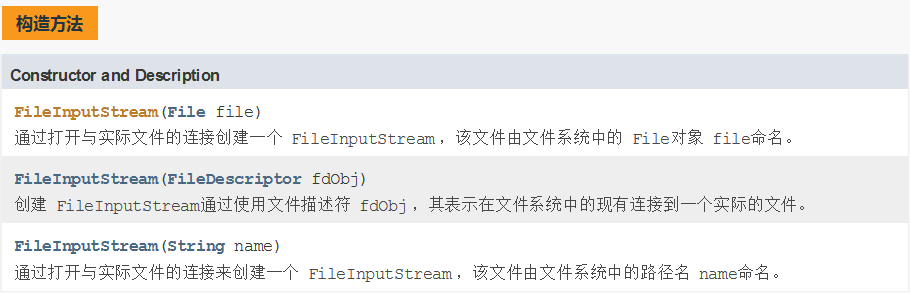 构造方法
Constructor and Description
FileInputStream(File file)
通过打开与实际文件的连接创建一个 FileInputStream，该文件由文件系统中的 File对象 file命名。
FileInputStream(FileDescriptor fdObj)
创建 FileInputStream通过使用文件描述符 fdObj，其表示在文件系统中的现有连接到一个实际的文件。
FileInputStream(String name)
通过打开与实际文件的连接来创建一个 FileInputStream，该文件由文件系统中的路径名 name命名。